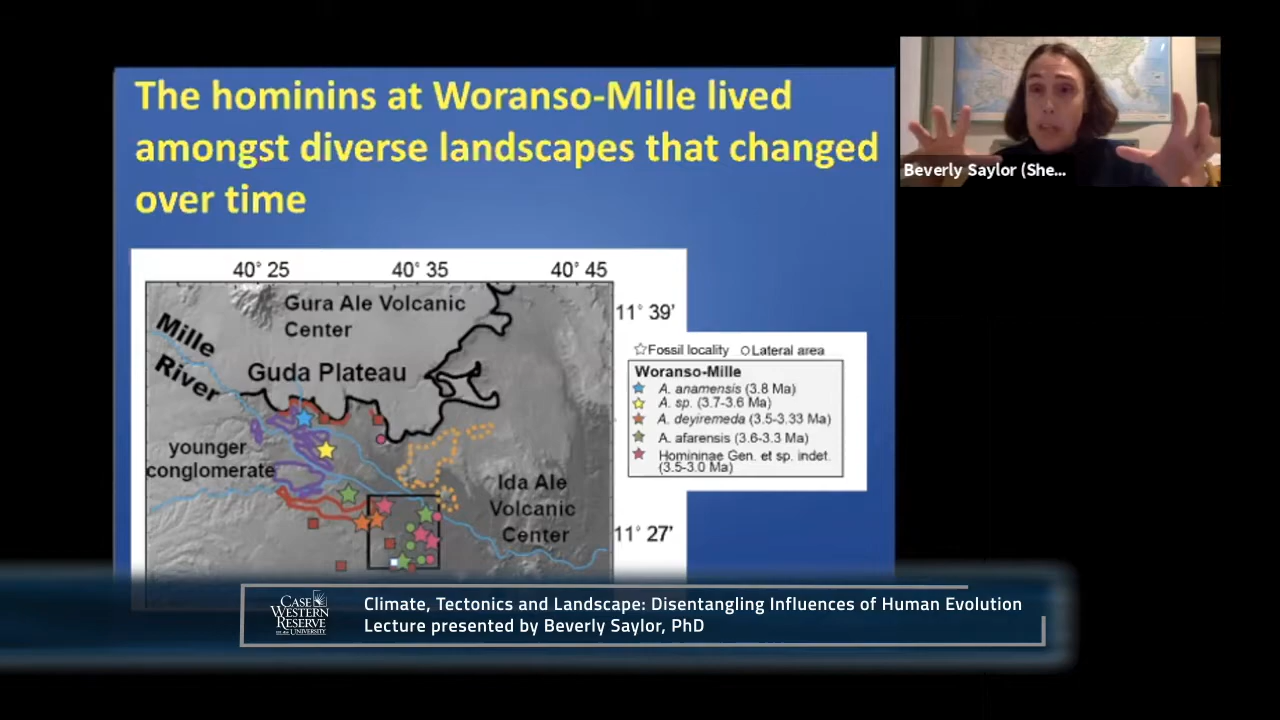 The hominins at Woranso-Mille lived
amongst diverse landscapes that changed
over time
Beverly Saylor (She...
40° 25
40° 35
40° 45
Gura Ale Volcanic
Center
11° 39'
Mille
River
Guda Plateau
☆Fossil locality ○Lateral area
Woranso-Mille
A. anamensis (3.8 Ma)
A. sp. (3.7-3.6 Ma)
A. deyiremeda (3.5-3.33 Ma)
A. afarensis (3.6-3.3 Ma)
Homininae Gen. et sp. indet.
(3.5-3.0 Ma)
younger
conglomerate
Ida Ale
Volcanic
Center
11° 27'
CASE
WESTERN
RESERVE
UNIVERSITY
Climate, Tectonics and Landscape: Disentangling Influences of Human Evolution
Lecture presented by Beverly Saylor, PhD